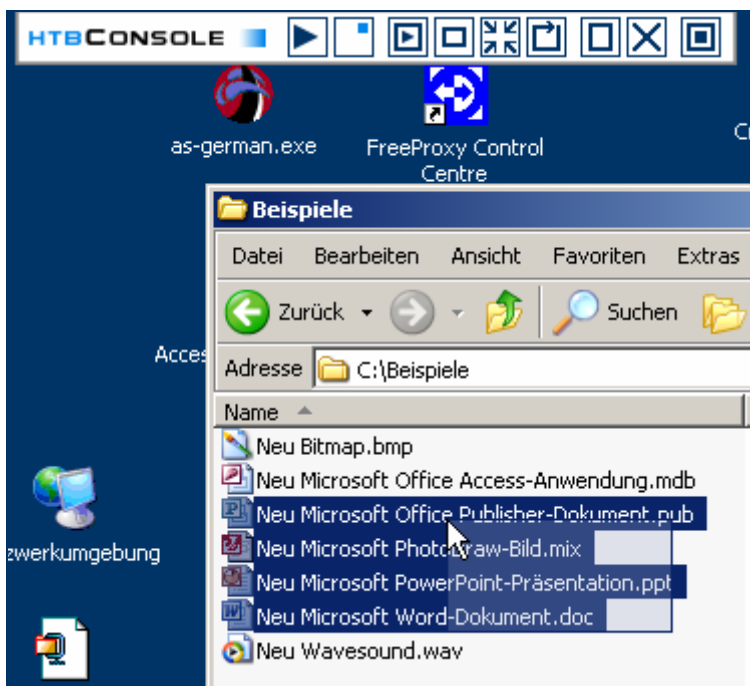 HTBCONSOLE
as-german.exe
FreeProxy Control
Centre
Beispiele
Datei Bearbeiten Ansicht Favoriten Extras
Zurück Suchen
Adresse C:\Beispiele
Name
Neu Bitmap.bmp
Neu Microsoft Office Access-Anwendung.mdb
Neu Microsoft Office Publisher-Dokument.pub
Neu Microsoft PhotoDraw-Bild.mix
Neu Microsoft PowerPoint-Präsentation.ppt
Neu Microsoft Word-Dokument.doc
Neu Wavesound.wav
Acces
zwerkumgebung